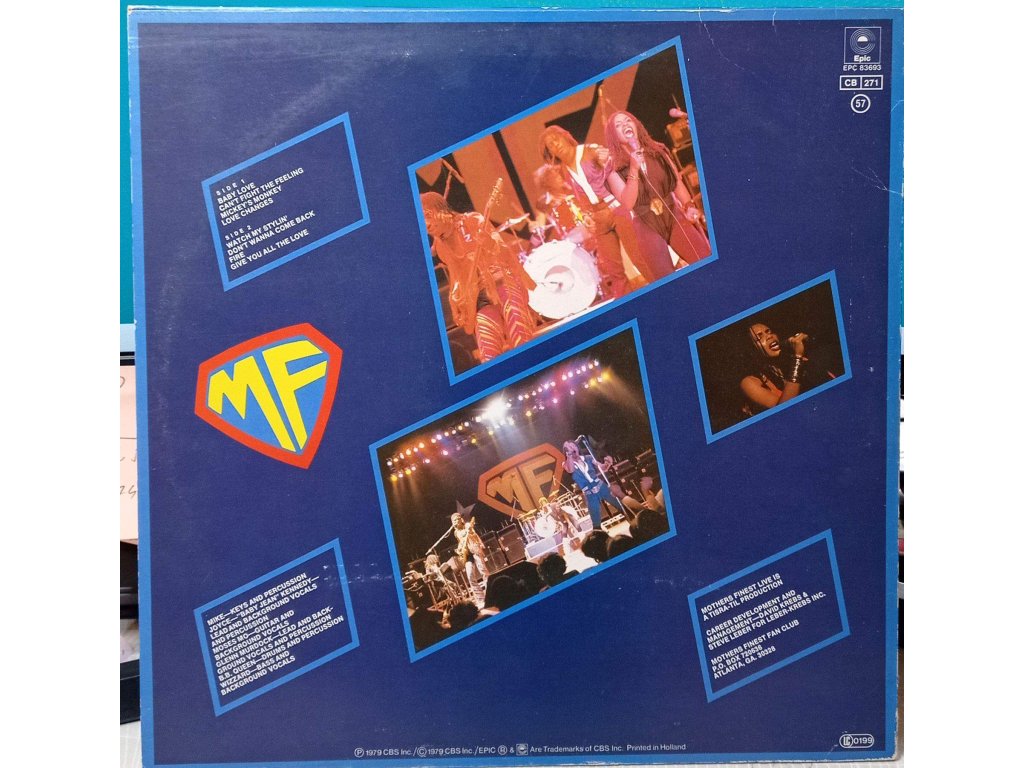 Epic
EPC 83693
CB 271
57
SIDE 1
BABY LOVE
CAN'T FIGHT THE FEELING
MICKEY'S MONKEY
LOVE CHANGES
SIDE 2
WATCH MY STYLIN'
DON'T WANNA COME BACK
FIRE
GIVE YOU ALL THE LOVE
MF
MF
MIKE—KEYS AND PERCUSSION
JOYCE—"BABY JEAN" KENNEDY—
LEAD AND BACKGROUND VOCALS
AND PERCUSSION
MOSES MO—GUITAR AND
BACKGROUND VOCALS
GLENN MURDOCK—LEAD AND BACK-
GROUND VOCALS AND PERCUSSION
B.B. QUEEN—DRUMS AND PERCUSSION
WIZZARD—BASS AND
BACKGROUND VOCALS
MOTHERS FINEST LIVE IS
A TISRA-TIL PRODUCTION
CAREER DEVELOPMENT AND
MANAGEMENT—DAVID KREBS &
STEVE LEBER FOR LEBER-KREBS INC.
MOTHERS FINEST FAN CLUB
P.O. BOX 720636
ATLANTA, GA. 30328
Ⓟ 1979 CBS Inc./Ⓒ 1979 CBS Inc./EPIC ® & Are Trademarks of CBS Inc. Printed in Holland
LC 0199